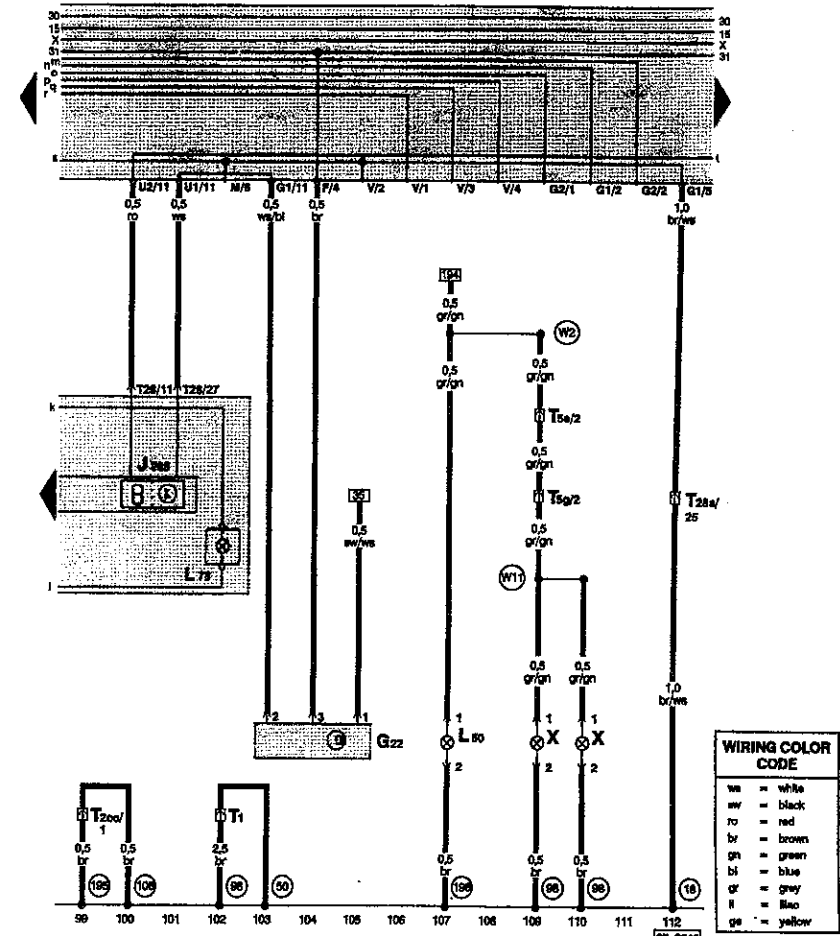 30
15
X
31
m
n
o
p
q
r
30
15
X
31
t
U2/11 U1/11 N/6 G1/11 F/4 V/2 V/1 V/3 V/4 G2/1 G1/2 G2/2 G1/5
0,5 ro
0,5 ws
0,5 ws/bl
0,5 br
1,0 br/ws
194
0,5 gr/gn
W2
0,5 gr/gn
0,5 gr/gn
T28/11 T28/27
k
T5e/2
0,5 gr/gn
J
35
T5g/2
T28a/
25
0,5 sw/ws
0,5 gr/gn
L
W11
j
0,5 gr/gn
0,5 gr/gn
1,0 br/ws
2 3 1
G22
1 1 1
L X X
2 2 2
T1
1
0,5 br
0,5 br
2,5 br
0,5 br
0,5 br
0,5 br
98 50 98 98 18
99 100 101 102 103 104 105 106 107 108 109 110 111 112
WIRING COLOR
CODE
ws = white
sw = black
ro = red
br = brown
gn = green
bl = blue
gr = grey
li = lilac
ge = yellow